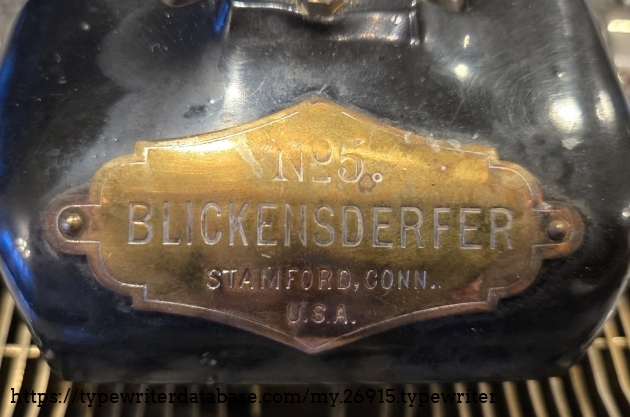 Nº5.
BLICKENSDERFER
STAMFORD, CONN.
U.S.A.
https://typewriterdatabase.com/my.26915.typewriter